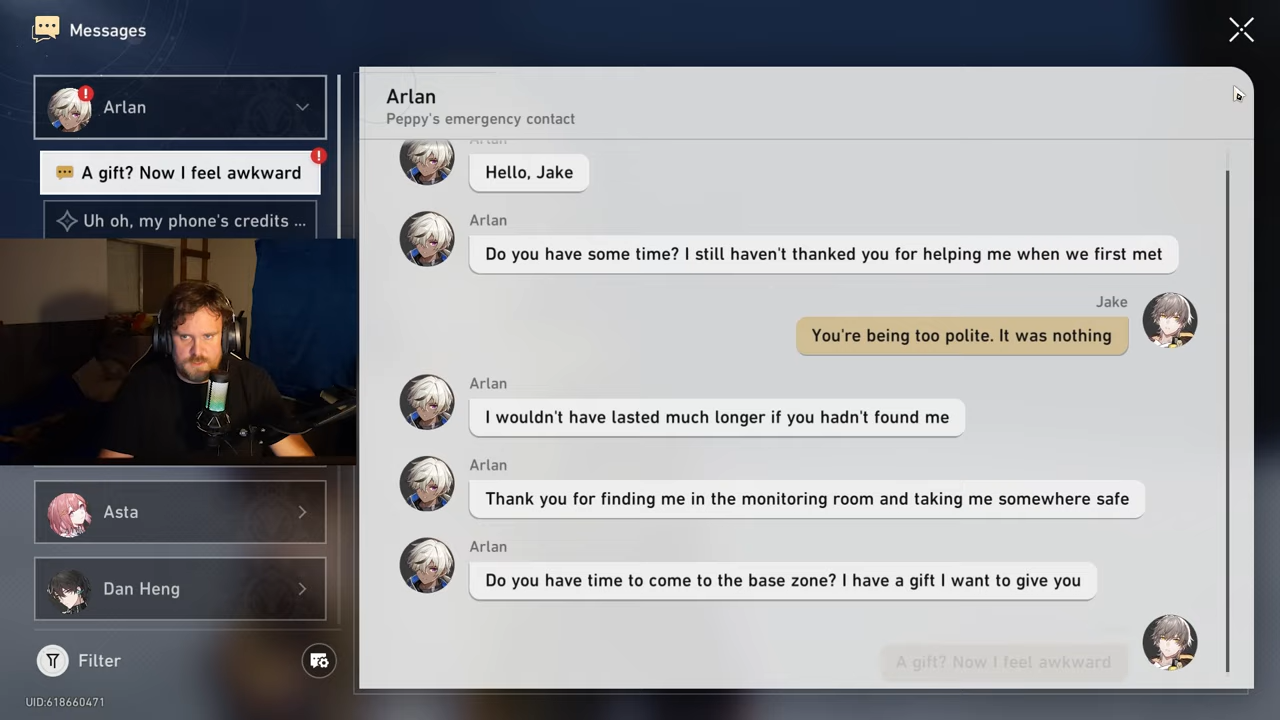 Messages
Arlan
A gift? Now I feel awkward
Uh oh, my phone's credits ...
Asta
Dan Heng
Filter
UID:618660471
Arlan
Peppy's emergency contact
Arlan
Hello, Jake
Arlan
Do you have some time? I still haven't thanked you for helping me when we first met
Jake
You're being too polite. It was nothing
Arlan
I wouldn't have lasted much longer if you hadn't found me
Arlan
Thank you for finding me in the monitoring room and taking me somewhere safe
Arlan
Do you have time to come to the base zone? I have a gift I want to give you
A gift? Now I feel awkward